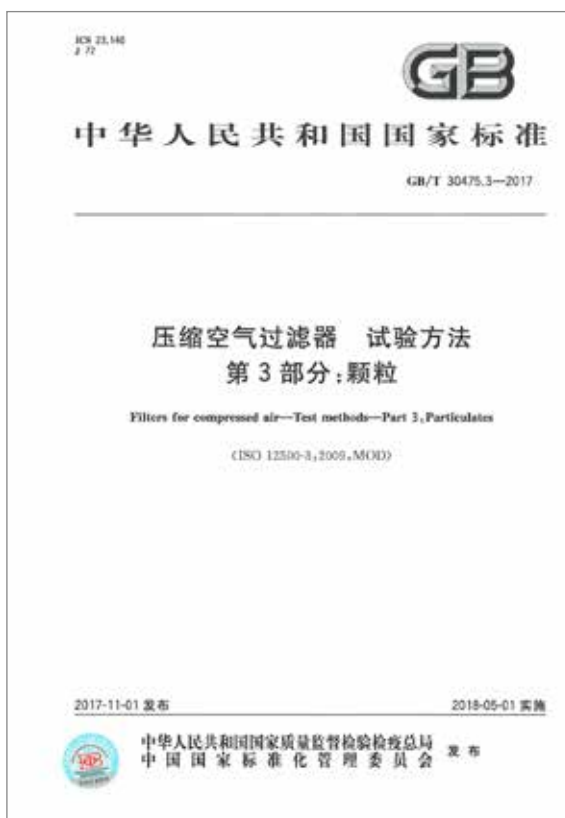 ICS 23.140
J 72
GB
中华人民共和国国家标准
GB/T 30475.3—2017
压缩空气过滤器 试验方法
第 3 部分:颗粒
Filters for compressed air—Test methods—Part 3:Particulates
(ISO 12500-3:2009,MOD)
2017-11-01 发布
2018-05-01 实施
中华人民共和国国家质量监督检验检疫总局
中国国家标准化管理委员会
发布